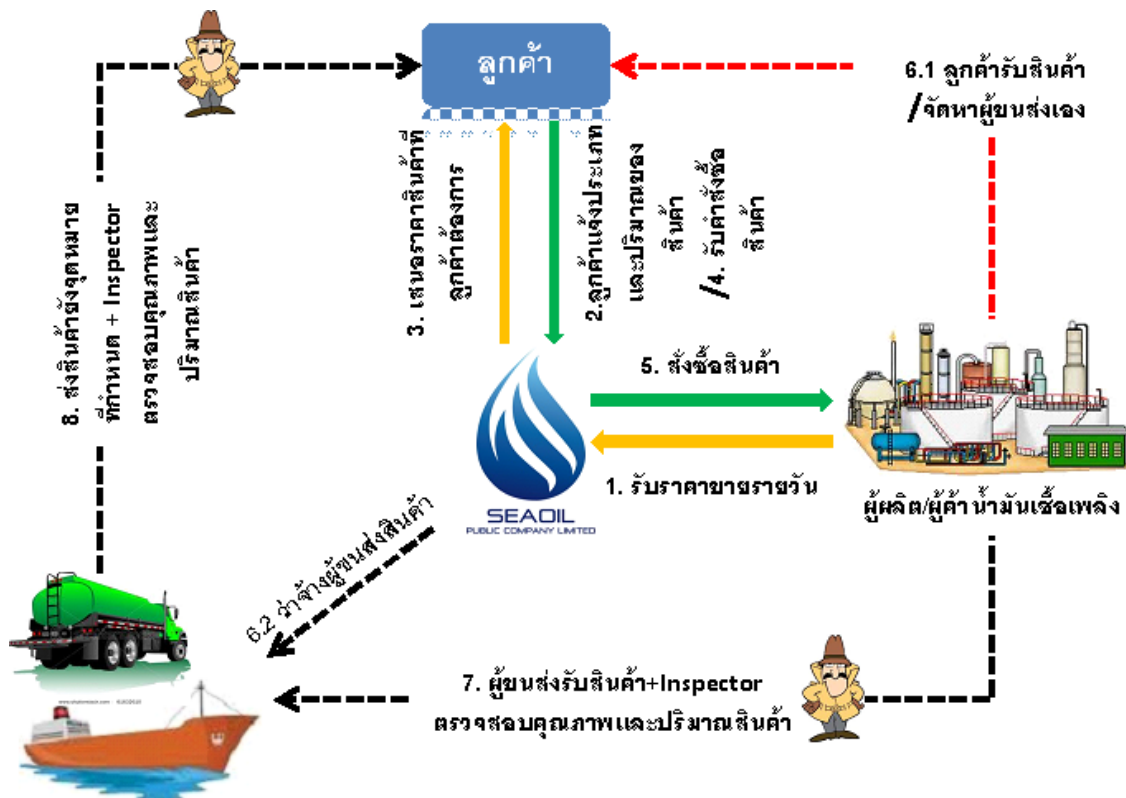 ลูกค้า
6.1 ลูกค้ารับสินค้า
/จัดหาผู้ขนส่งเอง
3. เสนอราคาสินค้าที่
ลูกค้าต้องการ
2.ลูกค้าแจ้งประเภท
และปริมาณของ
สินค้า
/4. รับคำสั่งซื้อ
สินค้า
8. ส่งสินค้ายังจุดหมาย
ที่กำหนด + Inspector
ตรวจสอบคุณภาพและ
ปริมาณสินค้า
5. สั่งซื้อสินค้า
1. รับราคาขายรายวัน
SEAOIL
PUBLIC COMPANY LIMITED
ผู้ผลิต/ผู้ค้าน้ำมันเชื้อเพลิง
6.2 ว่าจ้างผู้ขนส่งสินค้า
7. ผู้ขนส่งรับสินค้า+Inspector
ตรวจสอบคุณภาพและปริมาณสินค้า